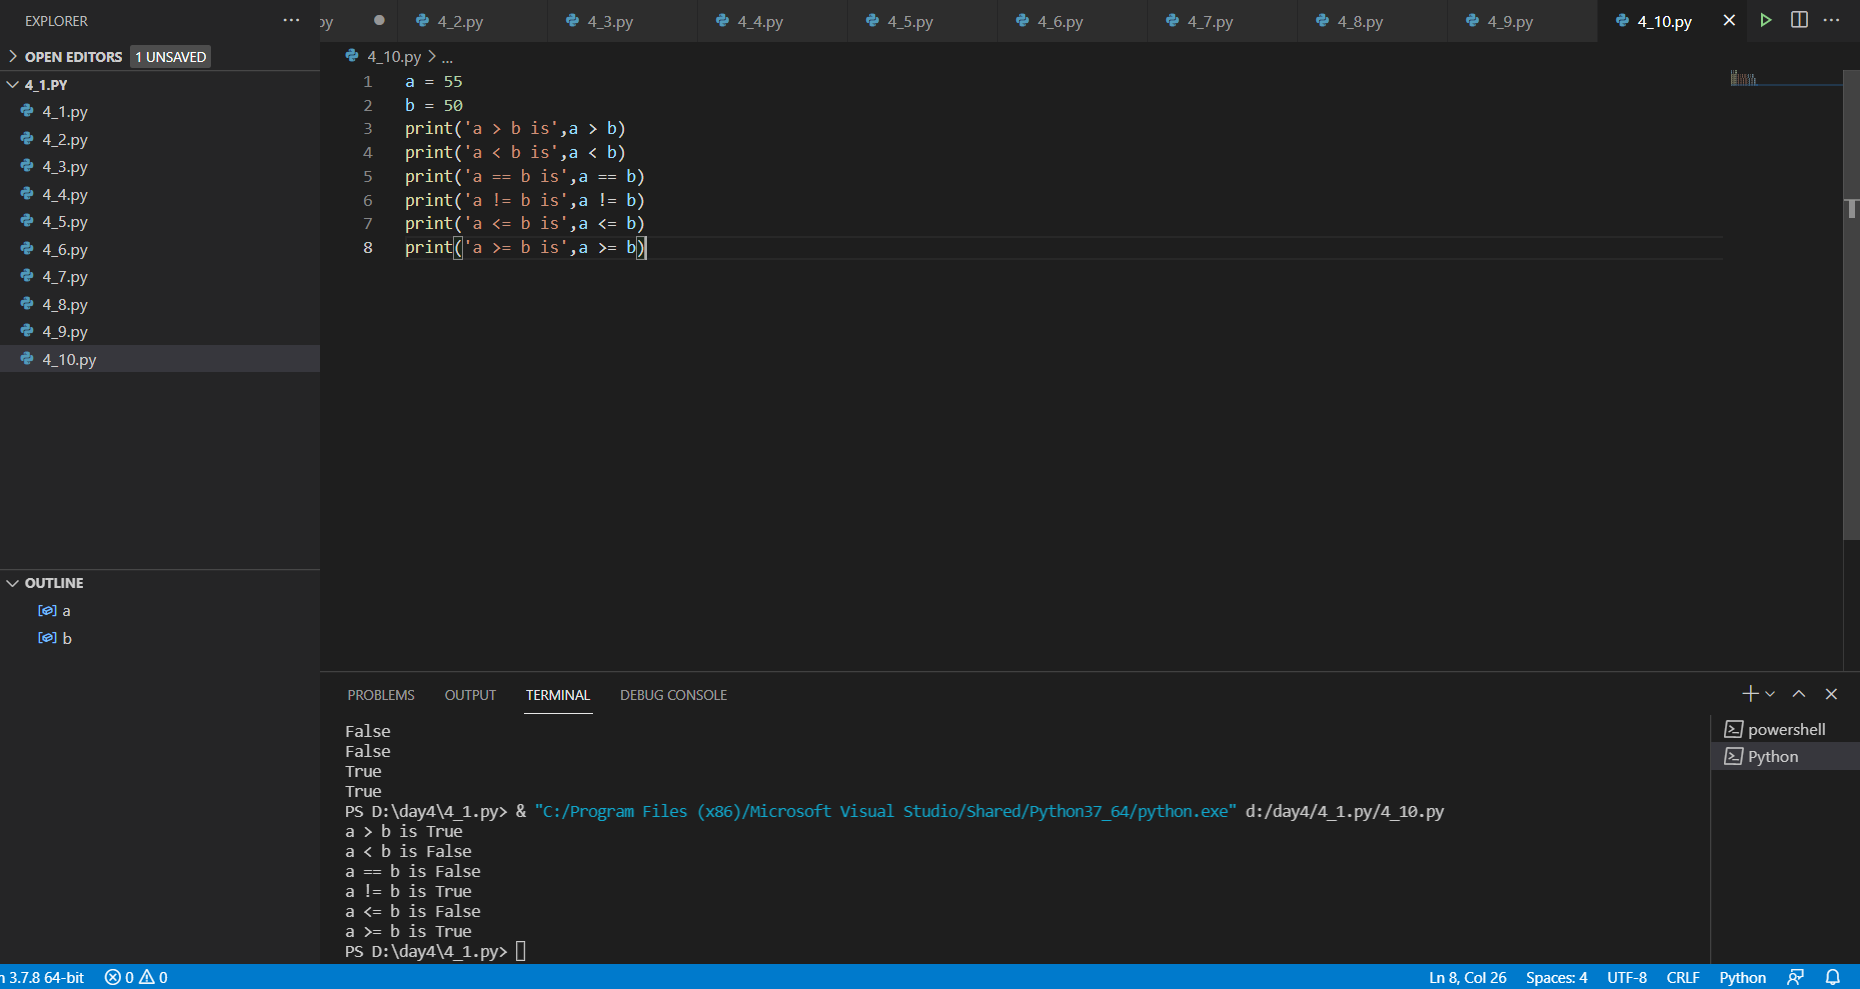 EXPLORER
OPEN EDITORS 1 UNSAVED
4_1.PY
4_1.py
4_2.py
4_3.py
4_4.py
4_5.py
4_6.py
4_7.py
4_8.py
4_9.py
4_10.py
OUTLINE
a
b
py 4_2.py 4_3.py 4_4.py 4_5.py 4_6.py 4_7.py 4_8.py 4_9.py 4_10.py
4_10.py > ...
1 a = 55
2 b = 50
3 print('a > b is',a > b)
4 print('a < b is',a < b)
5 print('a == b is',a == b)
6 print('a != b is',a != b)
7 print('a <= b is',a <= b)
8 print('a >= b is',a >= b)
PROBLEMS OUTPUT TERMINAL DEBUG CONSOLE
False
False
True
True
PS D:\day4\4_1.py> & "C:/Program Files (x86)/Microsoft Visual Studio/Shared/Python37_64/python.exe" d:/day4/4_1.py/4_10.py
a > b is True
a < b is False
a == b is False
a != b is True
a <= b is False
a >= b is True
PS D:\day4\4_1.py>
powershell
Python
n 3.7.8 64-bit 0 0 Ln 8, Col 26 Spaces: 4 UTF-8 CRLF Python